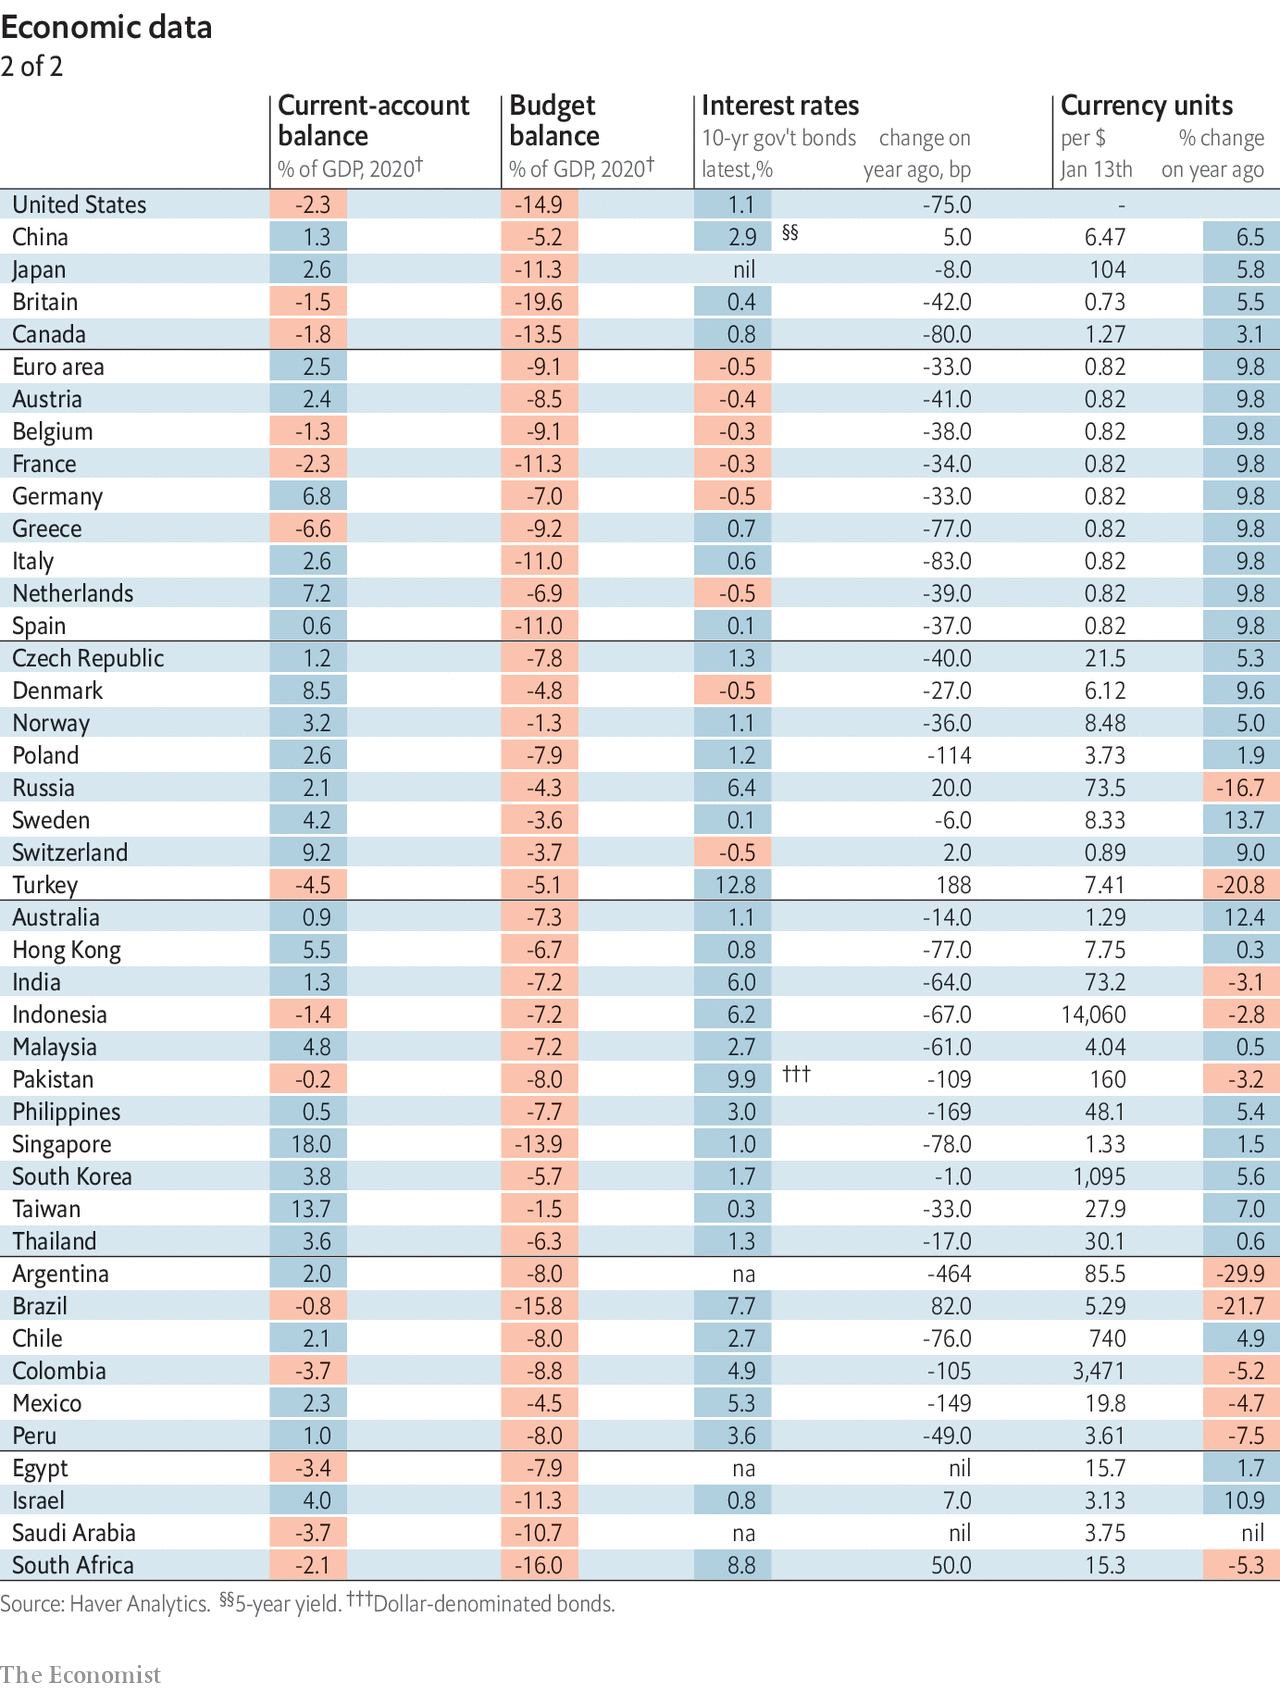 Economic data
2 of 2
Current-account balance % of GDP, 2020† Budget balance % of GDP, 2020† Interest rates 10-yr gov't bonds latest,% change on year ago, bp Currency units per $ Jan 13th % change on year ago
United States -2.3 -14.9 1.1 -75.0 -
China 1.3 -5.2 2.9 §§ 5.0 6.47 6.5
Japan 2.6 -11.3 nil -8.0 104 5.8
Britain -1.5 -19.6 0.4 -42.0 0.73 5.5
Canada -1.8 -13.5 0.8 -80.0 1.27 3.1
Euro area 2.5 -9.1 -0.5 -33.0 0.82 9.8
Austria 2.4 -8.5 -0.4 -41.0 0.82 9.8
Belgium -1.3 -9.1 -0.3 -38.0 0.82 9.8
France -2.3 -11.3 -0.3 -34.0 0.82 9.8
Germany 6.8 -7.0 -0.5 -33.0 0.82 9.8
Greece -6.6 -9.2 0.7 -77.0 0.82 9.8
Italy 2.6 -11.0 0.6 -83.0 0.82 9.8
Netherlands 7.2 -6.9 -0.5 -39.0 0.82 9.8
Spain 0.6 -11.0 0.1 -37.0 0.82 9.8
Czech Republic 1.2 -7.8 1.3 -40.0 21.5 5.3
Denmark 8.5 -4.8 -0.5 -27.0 6.12 9.6
Norway 3.2 -1.3 1.1 -36.0 8.48 5.0
Poland 2.6 -7.9 1.2 -114 3.73 1.9
Russia 2.1 -4.3 6.4 20.0 73.5 -16.7
Sweden 4.2 -3.6 0.1 -6.0 8.33 13.7
Switzerland 9.2 -3.7 -0.5 2.0 0.89 9.0
Turkey -4.5 -5.1 12.8 188 7.41 -20.8
Australia 0.9 -7.3 1.1 -14.0 1.29 12.4
Hong Kong 5.5 -6.7 0.8 -77.0 7.75 0.3
India 1.3 -7.2 6.0 -64.0 73.2 -3.1
Indonesia -1.4 -7.2 6.2 -67.0 14,060 -2.8
Malaysia 4.8 -7.2 2.7 -61.0 4.04 0.5
Pakistan -0.2 -8.0 9.9 ††† -109 160 -3.2
Philippines 0.5 -7.7 3.0 -169 48.1 5.4
Singapore 18.0 -13.9 1.0 -78.0 1.33 1.5
South Korea 3.8 -5.7 1.7 -1.0 1,095 5.6
Taiwan 13.7 -1.5 0.3 -33.0 27.9 7.0
Thailand 3.6 -6.3 1.3 -17.0 30.1 0.6
Argentina 2.0 -8.0 na -464 85.5 -29.9
Brazil -0.8 -15.8 7.7 82.0 5.29 -21.7
Chile 2.1 -8.0 2.7 -76.0 740 4.9
Colombia -3.7 -8.8 4.9 -105 3,471 -5.2
Mexico 2.3 -4.5 5.3 -149 19.8 -4.7
Peru 1.0 -8.0 3.6 -49.0 3.61 -7.5
Egypt -3.4 -7.9 na nil 15.7 1.7
Israel 4.0 -11.3 0.8 7.0 3.13 10.9
Saudi Arabia -3.7 -10.7 na nil 3.75 nil
South Africa -2.1 -16.0 8.8 50.0 15.3 -5.3
Source: Haver Analytics. §§5-year yield. †††Dollar-denominated bonds.
The Economist